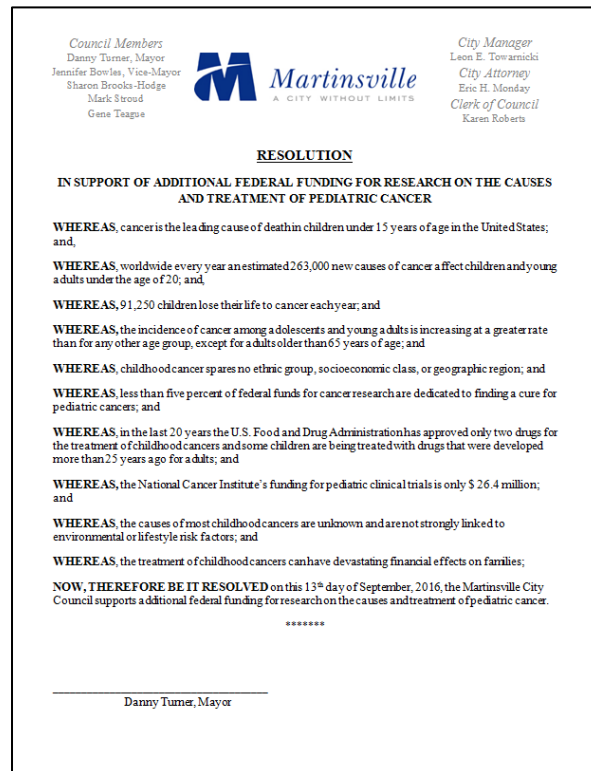 Council Members
Danny Turner, Mayor
Jennifer Bowles, Vice-Mayor
Sharon Brooks-Hodge
Mark Stroud
Gene Teague
Martinsville
A CITY WITHOUT LIMITS
City Manager
Leon E. Towarnicki
City Attorney
Eric H. Monday
Clerk of Council
Karen Roberts
RESOLUTION
IN SUPPORT OF ADDITIONAL FEDERAL FUNDING FOR RESEARCH ON THE CAUSES
AND TREATMENT OF PEDIATRIC CANCER
WHEREAS, cancer is the leading cause of death in children under 15 years of age in the United States;
and,
WHEREAS, worldwide every year an estimated 263,000 new causes of cancer affect children and young
adults under the age of 20; and,
WHEREAS, 91,250 children lose their life to cancer each year; and
WHEREAS, the incidence of cancer among adolescents and young adults is increasing at a greater rate
than for any other age group, except for adults older than 65 years of age; and
WHEREAS, childhood cancer spares no ethnic group, socioeconomic class, or geographic region; and
WHEREAS, less than five percent of federal funds for cancer research are dedicated to finding a cure for
pediatric cancers; and
WHEREAS, in the last 20 years the U.S. Food and Drug Administration has approved only two drugs for
the treatment of childhood cancers and some children are being treated with drugs that were developed
more than 25 years ago for adults; and
WHEREAS, the National Cancer Institute's funding for pediatric clinical trials is only $ 26.4 million;
and
WHEREAS, the causes of most childhood cancers are unknown and are not strongly linked to
environmental or lifestyle risk factors; and
WHEREAS, the treatment of childhood cancers can have devastating financial effects on families;
NOW, THEREFORE BE IT RESOLVED on this 13th day of September, 2016, the Martinsville City
Council supports additional federal funding for research on the causes and treatment of pediatric cancer.
*******
Danny Turner, Mayor